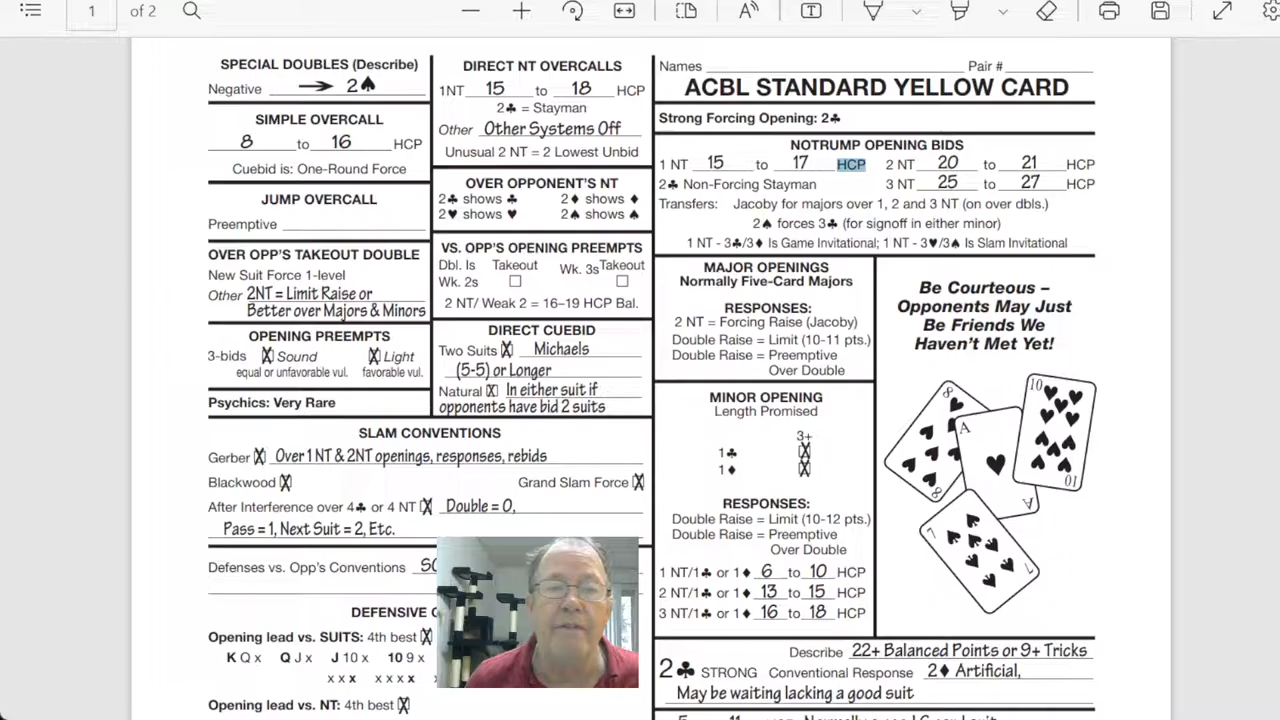 1 of 2
SPECIAL DOUBLES (Describe)
Negative → 2♠
SIMPLE OVERCALL
8 to 16 HCP
Cuebid is: One-Round Force
JUMP OVERCALL
Preemptive
OVER OPP'S TAKEOUT DOUBLE
New Suit Force 1-level
Other 2NT = Limit Raise or
Better over Majors & Minors
OPENING PREEMPTS
3-bids X Sound X Light
equal or unfavorable vul. favorable vul.
Psychics: Very Rare
DIRECT NT OVERCALLS
1NT 15 to 18 HCP
2♣ = Stayman
Other Other Systems Off
Unusual 2 NT = 2 Lowest Unbid
OVER OPPONENT'S NT
2♣ shows ♣ 2♦ shows ♦
2♥ shows ♥ 2♠ shows ♠
VS. OPP'S OPENING PREEMPTS
Dbl. Is Takeout Wk. 3s Takeout
Wk. 2s
2 NT/ Weak 2 = 16–19 HCP Bal.
DIRECT CUEBID
Two Suits X Michaels
(5-5) or Longer
Natural X In either suit if
opponents have bid 2 suits
SLAM CONVENTIONS
Gerber X Over 1 NT & 2NT openings, responses, rebids
Blackwood X Grand Slam Force X
After Interference over 4♣ or 4 NT X Double = 0,
Pass = 1, Next Suit = 2, Etc.
Defenses vs. Opp's Conventions
DEFENSIVE
Opening lead vs. SUITS: 4th best X
K Q x Q J x J 10 x 10 9 x
x x x x x x x
Opening lead vs. NT: 4th best X
Names Pair #
ACBL STANDARD YELLOW CARD
Strong Forcing Opening: 2♣
NOTRUMP OPENING BIDS
1 NT 15 to 17 HCP 2 NT 20 to 21 HCP
2♣ Non-Forcing Stayman 3 NT 25 to 27 HCP
Transfers: Jacoby for majors over 1, 2 and 3 NT (on over dbls.)
2♠ forces 3♣ (for signoff in either minor)
1 NT - 3♣/3♦ Is Game Invitational; 1 NT - 3♥/3♠ Is Slam Invitational
MAJOR OPENINGS
Normally Five-Card Majors
RESPONSES:
2 NT = Forcing Raise (Jacoby)
Double Raise = Limit (10-11 pts.)
Double Raise = Preemptive
Over Double
MINOR OPENING
Length Promised
3+
1♣ X
1♦ X
RESPONSES:
Double Raise = Limit (10-12 pts.)
Double Raise = Preemptive
Over Double
1 NT/1♣ or 1♦ 6 to 10 HCP
2 NT/1♣ or 1♦ 13 to 15 HCP
3 NT/1♣ or 1♦ 16 to 18 HCP
Be Courteous –
Opponents May Just
Be Friends We
Haven't Met Yet!
8
8
A
A
10
10
7
7
Describe 22+ Balanced Points or 9+ Tricks
2♣ STRONG Conventional Response 2♦ Artificial,
May be waiting lacking a good suit